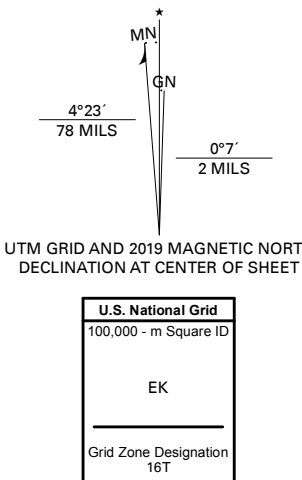 ★
MN
GN
4°23´
78 MILS
0°7´
2 MILS
UTM GRID AND 2019 MAGNETIC NORT
DECLINATION AT CENTER OF SHEET
U.S. National Grid
100,000 - m Square ID
EK
Grid Zone Designation
16T